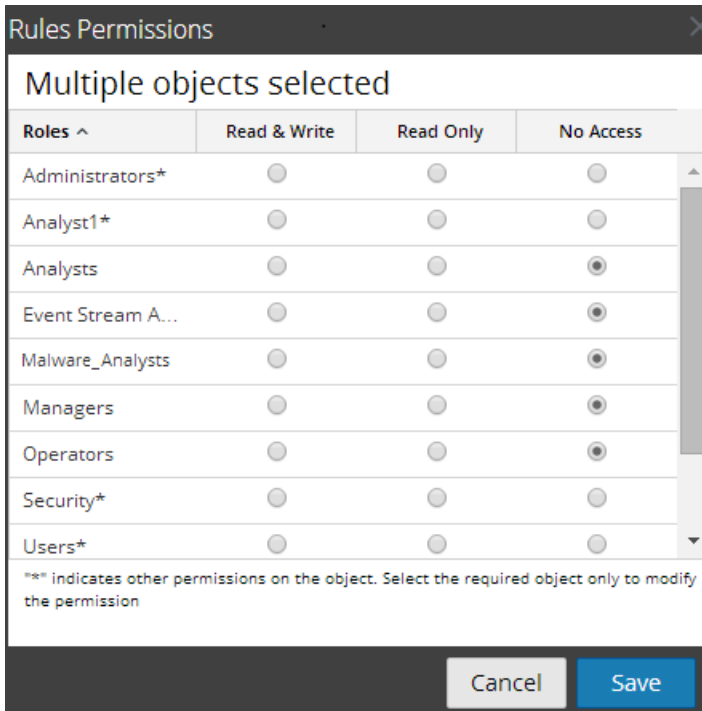 Rules Permissions
Multiple objects selected
Roles ^ Read & Write Read Only No Access
Administrators*
Analyst1*
Analysts
Event Stream A...
Malware_Analysts
Managers
Operators
Security*
Users*
"*" indicates other permissions on the object. Select the required object only to modify
the permission
Cancel Save